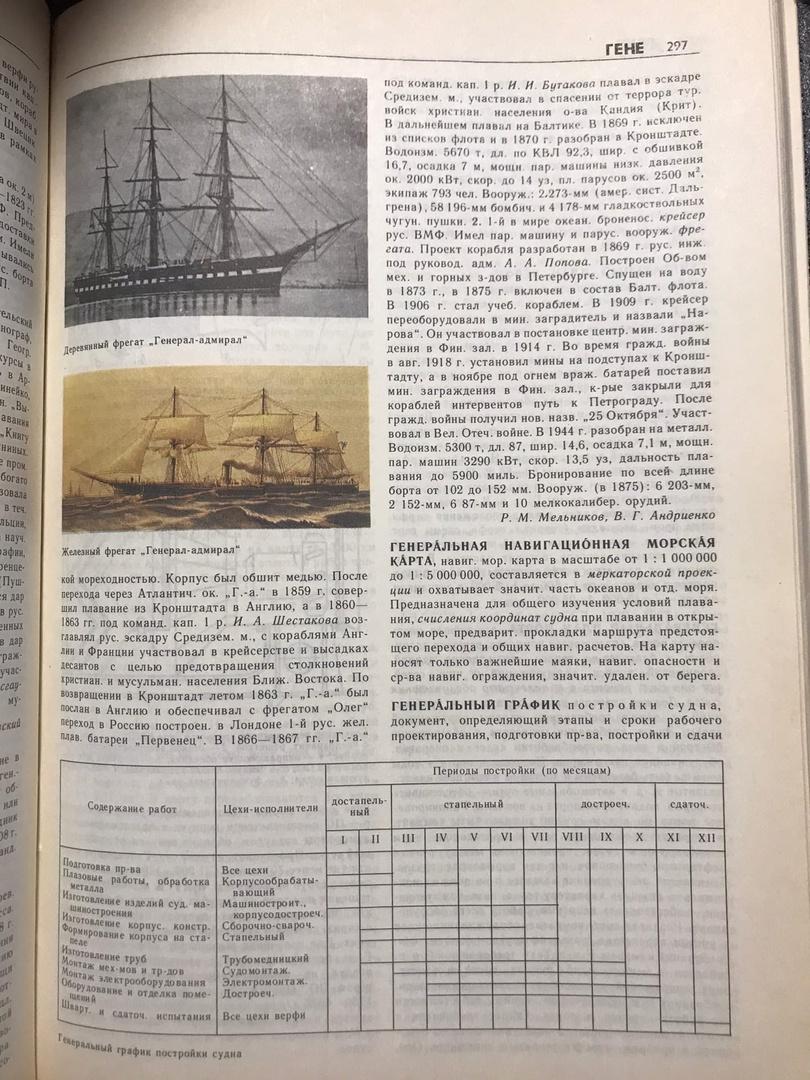 ГЕНЕ 297
Деревянный фрегат „Генерал-адмирал“
Железный фрегат „Генерал-адмирал“
кой мореходностью. Корпус был обшит медью. После
перехода через Атлантич. ок. „Г.-а.“ в 1859 г. совер-
шил плавание из Кронштадта в Англию, а в 1860—
1863 гг. под команд. кап. 1 р. И. А. Шестакова воз-
главлял рус. эскадру Средизем. м., с кораблями Анг-
лии и Франции участвовал в крейсерстве и высадках
десантов с целью предотвращения столкновений
христиан. и мусульман. населения Ближ. Востока. По
возвращении в Кронштадт летом 1863 г. „Г.-а.“ был
послан в Англию и обеспечивал с фрегатом „Олег“
переход в Россию построен. в Лондоне 1-й рус. жел.
плав. батареи „Первенец“. В 1866—1867 гг. „Г.-а.“
под команд. кап. 1 р. И. И. Бутакова плавал в эскадре
Средизем. м., участвовал в спасении от террора тур.
войск христиан. населения о-ва Кандия (Крит).
В дальнейшем плавал на Балтике. В 1869 г. исключен
из списков флота и в 1870 г. разобран в Кронштадте.
Водоизм. 5670 т, дл. по КВЛ 92,3, шир. с обшивкой
16,7, осадка 7 м, мощн. пар. машины низк. давления
ок. 2000 кВт, скор. до 14 уз, пл. парусов ок. 2500 м²,
экипаж 793 чел. Вооруж.: 2.273-мм (амер. сист. Даль-
грена), 58 196-мм бомбич. и 4 178-мм гладкоствольных
чугун. пушки. 2. 1-й в мире океан. броненос. крейсер
рус. ВМФ. Имел пар. машину и парус. вооруж. фре-
гата. Проект корабля разработан в 1869 г. рус. инж.
под руковод. адм. А. А. Попова. Построен Об-вом
мех. и горных з-дов в Петербурге. Спущен на воду
в 1873 г., в 1875 г. включен в состав Балт. флота.
В 1906 г. стал учеб. кораблем. В 1909 г. крейсер
переоборудовали в мин. заградитель и назвали „На-
рова“. Он участвовал в постановке центр. мин. заграж-
дения в Фин. зал. в 1914 г. Во время гражд. войны
в авг. 1918 г. установил мины на подступах к Кронш-
тадту, а в ноябре под огнем враж. батарей поставил
мин. заграждения в Фин. зал., к-рые закрыли для
кораблей интервентов путь к Петрограду. После
гражд. войны получил нов. назв. „25 Октября“. Участ-
вовал в Вел. Отеч. войне. В 1944 г. разобран на металл.
Водоизм. 5300 т, дл. 87, шир. 14,6, осадка 7,1 м, мощн.
пар. машин 3290 кВт, скор. 13,5 уз, дальность пла-
вания до 5900 миль. Бронирование по всей длине
борта от 102 до 152 мм. Вооруж. (в 1875): 6 203-мм,
2 152-мм, 6 87-мм и 10 мелкокалибер. орудий.
Р. М. Мельников, В. Г. Андриенко
ГЕНЕРА́ЛЬНАЯ НАВИГАЦИО́ННАЯ МОРСКА́Я
КА́РТА, навиг. мор. карта в масштабе от 1 : 1 000 000
до 1 : 5 000 000, составляется в меркаторской проек-
ции и охватывает значит. часть океанов и отд. моря.
Предназначена для общего изучения условий плава-
ния, счисления координат судна при плавании в откры-
том море, предварит. прокладки маршрута предстоя-
щего перехода и общих навиг. расчетов. На карту на-
носят только важнейшие маяки, навиг. опасности и
ср-ва навиг. ограждения, значит. удален. от берега.
ГЕНЕРА́ЛЬНЫЙ ГРА́ФИК постройки судна,
документ, определяющий этапы и сроки рабочего
проектирования, подготовки пр-ва, постройки и сдачи
Содержание работ
Цехи-исполнители
Периоды постройки (по месяцам)
достапель-
ный
стапельный
достроеч.
сдаточ.
I II III IV V VI VII VIII IX X XI XII
Подготовка пр-ва Все цехи
Плазовые работы, обработка Корпусообрабаты-
металла вающий
Изготовление изделий суд. ма- Машиностроит.,
шиностроения корпусодостроеч.
Изготовление корпус. констр. Сборочно-свароч.
Формирование корпуса на ста- Стапельный
пеле
Изготовление труб Трубомедницкий
Монтаж мех-мов и тр-дов Судомонтаж.
Монтаж электрооборудования Электромонтаж.
Оборудование и отделка поме- Достроеч.
щений
Шварт. и сдаточ. испытания Все цехи верфи
Генеральный график постройки судна